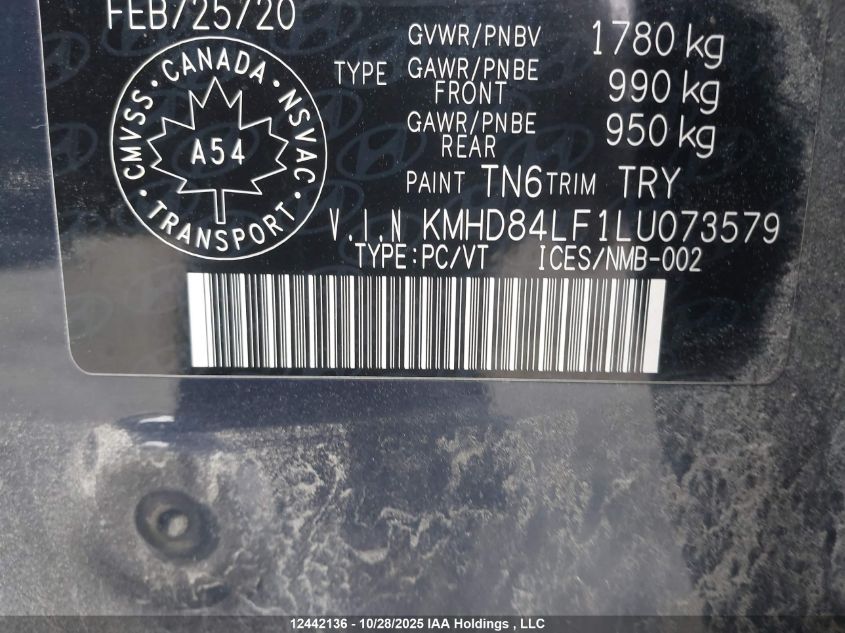 FEB/25/20
CMVSS • CANADA • NSVAC
A54
TRANSPORT
GVWR/PNBV 1780 kg
TYPE GAWR/PNBE FRONT 990 kg
GAWR/PNBE REAR 950 kg
PAINT TN6 TRIM TRY
V.I.N KMHD84LF1LU073579
TYPE:PC/VT ICES/NMB-002
12442136 - 10/28/2025 IAA Holdings , LLC